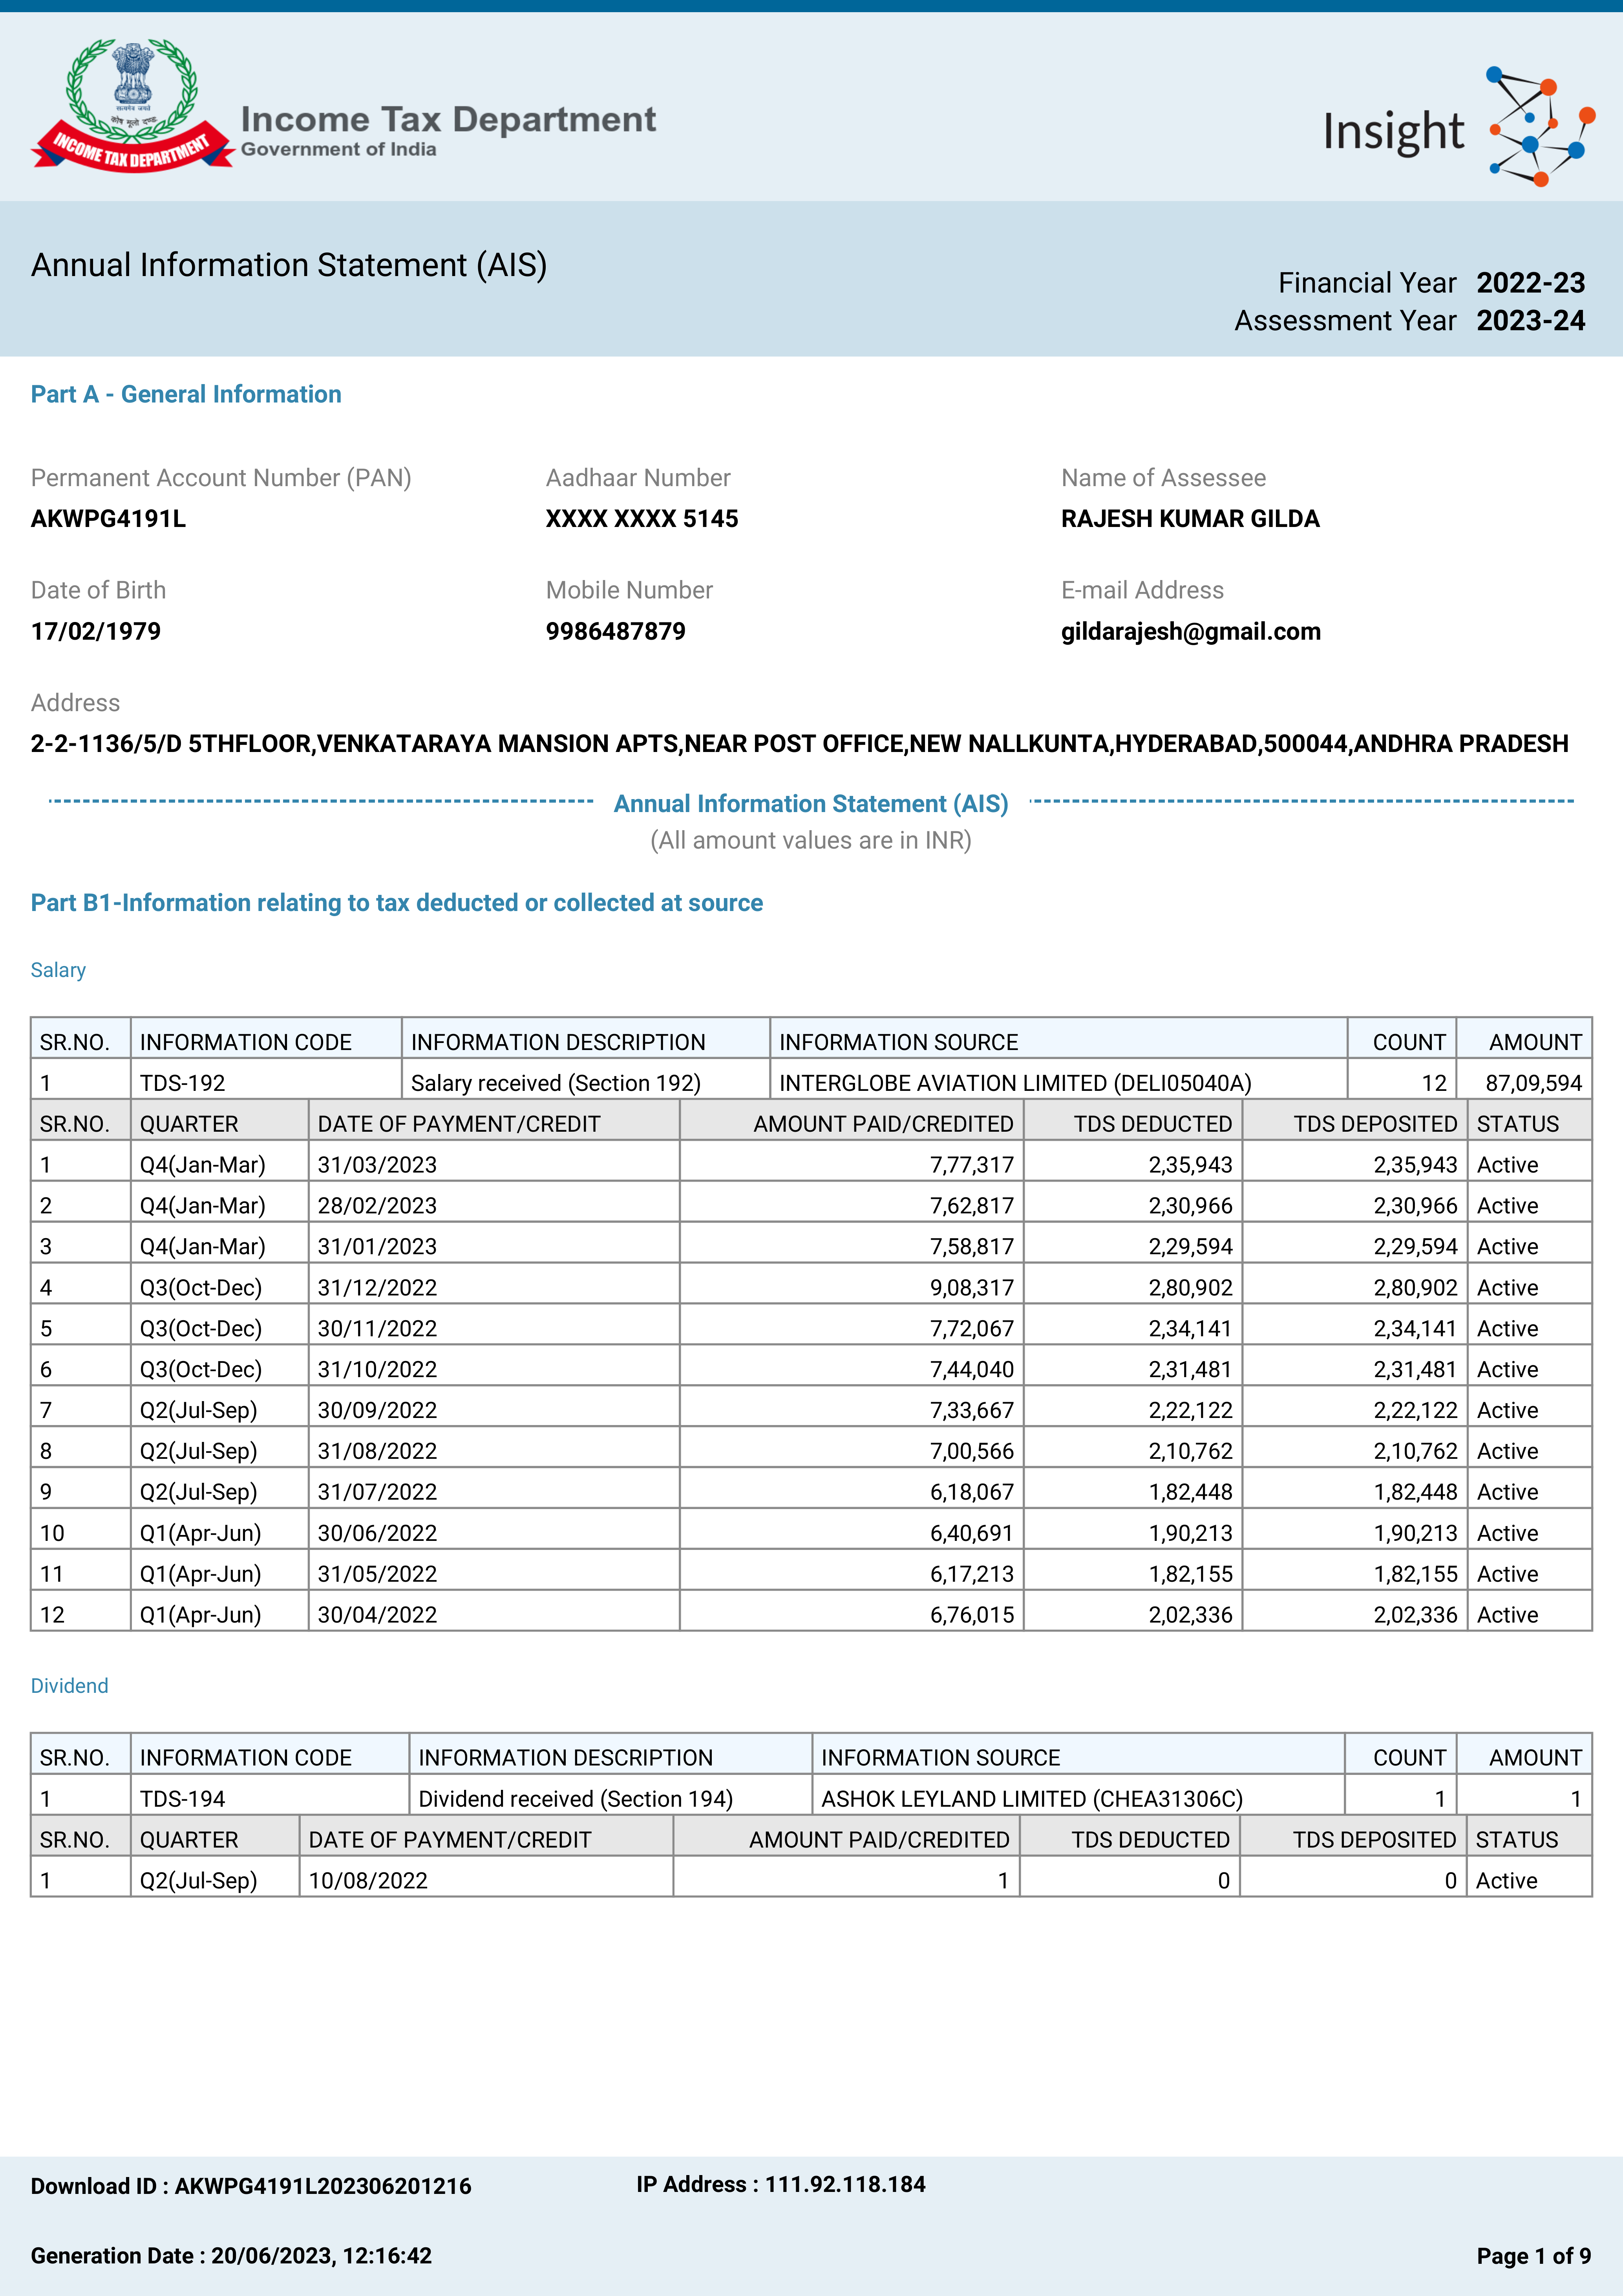 सत्यमेव जयते
कोष मूलो दण्डः
INCOME TAX DEPARTMENT
Income Tax Department
Government of India
Insight
Annual Information Statement (AIS)
Financial Year 2022-23
Assessment Year 2023-24
Part A - General Information
Permanent Account Number (PAN) Aadhaar Number Name of Assessee
AKWPG4191L XXXX XXXX 5145 RAJESH KUMAR GILDA
Date of Birth Mobile Number E-mail Address
17/02/1979 9986487879 gildarajesh@gmail.com
Address
2-2-1136/5/D 5THFLOOR,VENKATARAYA MANSION APTS,NEAR POST OFFICE,NEW NALLKUNTA,HYDERABAD,500044,ANDHRA PRADESH
Annual Information Statement (AIS)
(All amount values are in INR)
Part B1-Information relating to tax deducted or collected at source
Salary
SR.NO. INFORMATION CODE INFORMATION DESCRIPTION INFORMATION SOURCE COUNT AMOUNT
1 TDS-192 Salary received (Section 192) INTERGLOBE AVIATION LIMITED (DELI05040A) 12 87,09,594
SR.NO. QUARTER DATE OF PAYMENT/CREDIT AMOUNT PAID/CREDITED TDS DEDUCTED TDS DEPOSITED STATUS
1 Q4(Jan-Mar) 31/03/2023 7,77,317 2,35,943 2,35,943 Active
2 Q4(Jan-Mar) 28/02/2023 7,62,817 2,30,966 2,30,966 Active
3 Q4(Jan-Mar) 31/01/2023 7,58,817 2,29,594 2,29,594 Active
4 Q3(Oct-Dec) 31/12/2022 9,08,317 2,80,902 2,80,902 Active
5 Q3(Oct-Dec) 30/11/2022 7,72,067 2,34,141 2,34,141 Active
6 Q3(Oct-Dec) 31/10/2022 7,44,040 2,31,481 2,31,481 Active
7 Q2(Jul-Sep) 30/09/2022 7,33,667 2,22,122 2,22,122 Active
8 Q2(Jul-Sep) 31/08/2022 7,00,566 2,10,762 2,10,762 Active
9 Q2(Jul-Sep) 31/07/2022 6,18,067 1,82,448 1,82,448 Active
10 Q1(Apr-Jun) 30/06/2022 6,40,691 1,90,213 1,90,213 Active
11 Q1(Apr-Jun) 31/05/2022 6,17,213 1,82,155 1,82,155 Active
12 Q1(Apr-Jun) 30/04/2022 6,76,015 2,02,336 2,02,336 Active
Dividend
SR.NO. INFORMATION CODE INFORMATION DESCRIPTION INFORMATION SOURCE COUNT AMOUNT
1 TDS-194 Dividend received (Section 194) ASHOK LEYLAND LIMITED (CHEA31306C) 1 1
SR.NO. QUARTER DATE OF PAYMENT/CREDIT AMOUNT PAID/CREDITED TDS DEDUCTED TDS DEPOSITED STATUS
1 Q2(Jul-Sep) 10/08/2022 1 0 0 Active
Download ID : AKWPG4191L202306201216 IP Address : 111.92.118.184
Generation Date : 20/06/2023, 12:16:42 Page 1 of 9